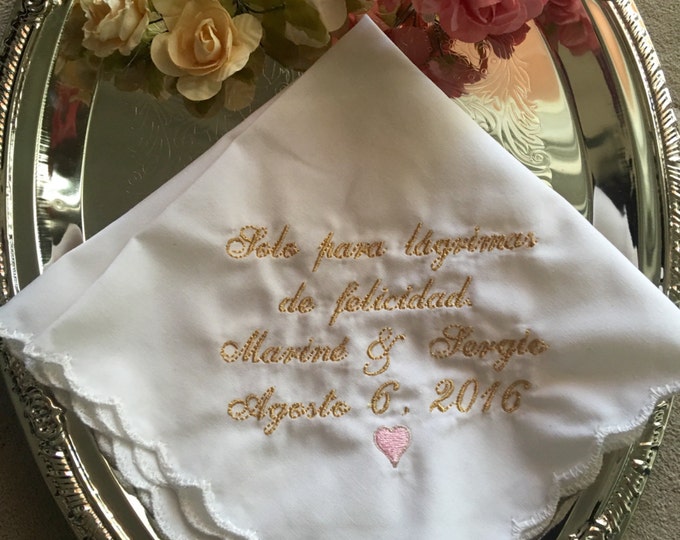 Solo para lágrimas
de felicidad.
Mariné & Sergio
Agosto 6, 2016